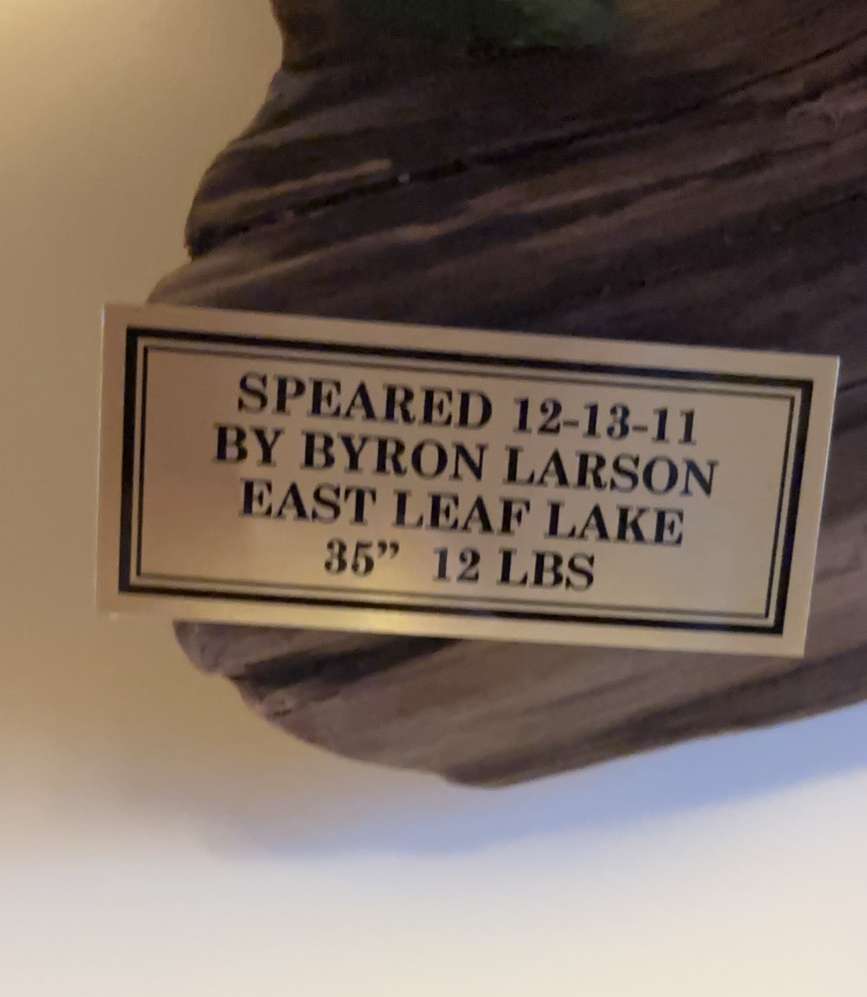 SPEARED 12-13-11
BY BYRON LARSON
EAST LEAF LAKE
35” 12 LBS